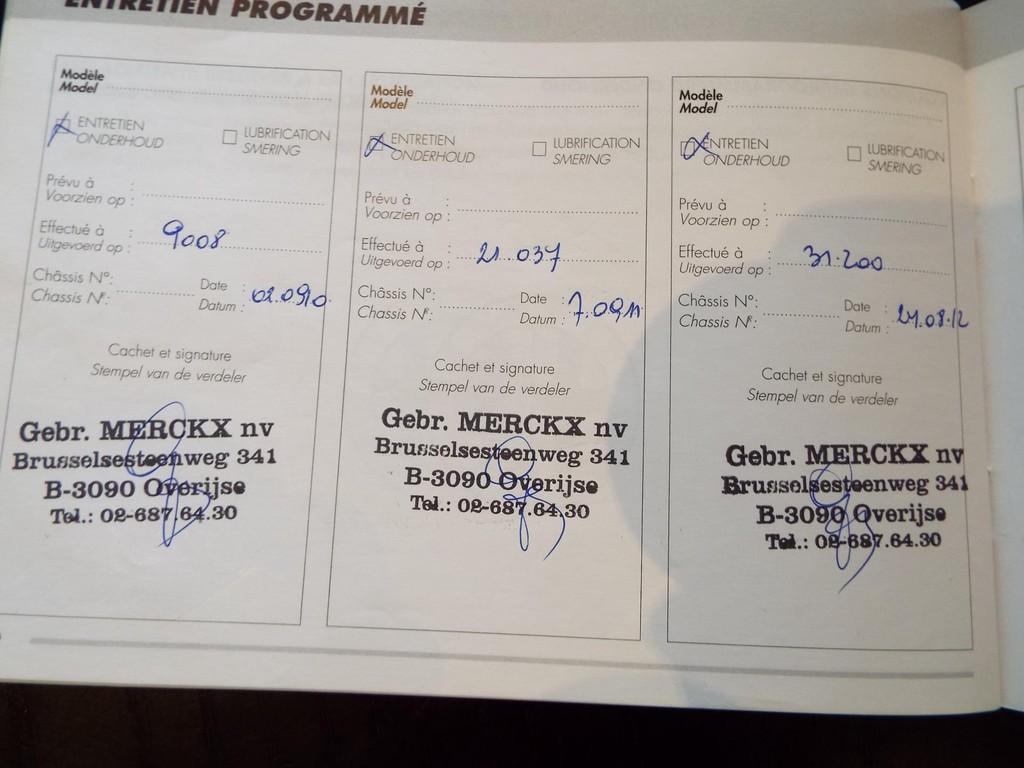 ENTRETIEN PROGRAMMÉ
Modèle
Model
ENTRETIEN
ONDERHOUD
LUBRIFICATION
SMERING
Prévu à :
Voorzien op :
Effectué à :
Uitgevoerd op : 9008
Châssis N°:
Chassis N°:
Date :
Datum : 02.09.10
Cachet et signature
Stempel van de verdeler
Gebr. MERCKX nv
Brusselsesteenweg 341
B-3090 Overijse
Tel.: 02-687.64.30
Modèle
Model
ENTRETIEN
ONDERHOUD
LUBRIFICATION
SMERING
Prévu à :
Voorzien op :
Effectué à :
Uitgevoerd op : 21.037
Châssis N°:
Chassis N°:
Date :
Datum : 7.09.11
Cachet et signature
Stempel van de verdeler
Gebr. MERCKX nv
Brusselsesteenweg 341
B-3090 Overijse
Tel.: 02-687.64.30
Modèle
Model
ENTRETIEN
ONDERHOUD
LUBRIFICATION
SMERING
Prévu à :
Voorzien op :
Effectué à :
Uitgevoerd op : 31.200
Châssis N°:
Chassis N°:
Date :
Datum : 21.08.12
Cachet et signature
Stempel van de verdeler
Gebr. MERCKX nv
Brusselsesteenweg 341
B-3090 Overijse
Tel.: 02-687.64.30